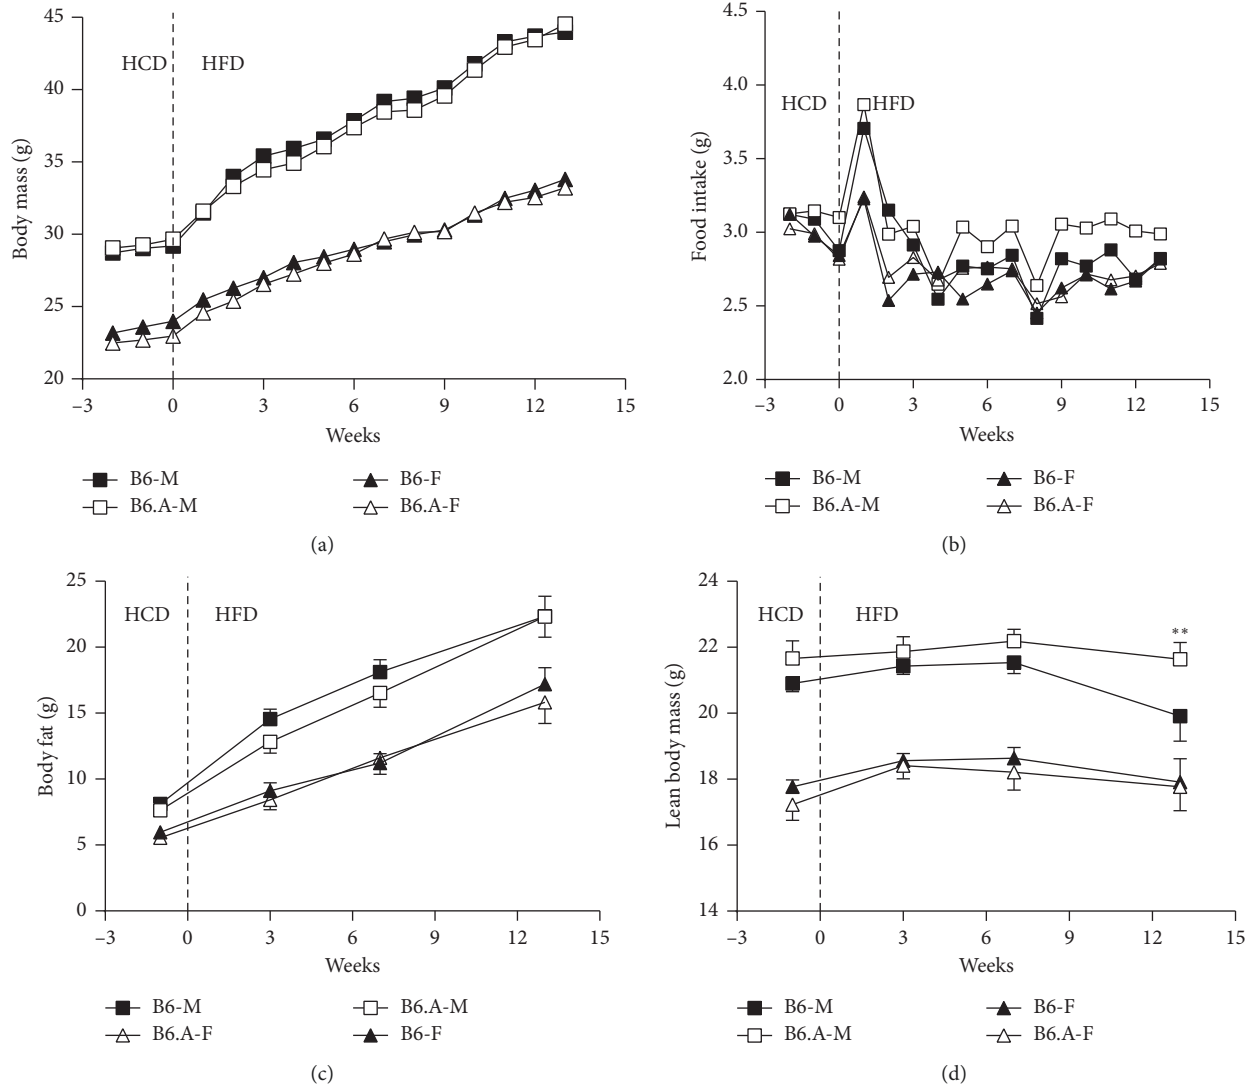 45
40
35
30
25
20
Body mass (g)
HCD
HFD
–3 0 3 6 9 12 15
Weeks
B6-M
B6.A-M
B6-F
B6.A-F
(a)
4.5
4.0
3.5
3.0
2.5
2.0
Food intake (g)
HCD
HFD
–3 0 3 6 9 12 15
Weeks
B6-M
B6.A-M
B6-F
B6.A-F
(b)
25
20
15
10
5
0
Body fat (g)
HCD
HFD
–3 0 3 6 9 12 15
Weeks
B6-M
B6.A-F
B6.A-M
B6-F
(c)
24
22
20
18
16
14
Lean body mass (g)
HCD
HFD
**
–3 0 3 6 9 12 15
Weeks
B6-M
B6.A-M
B6-F
B6.A-F
(d)